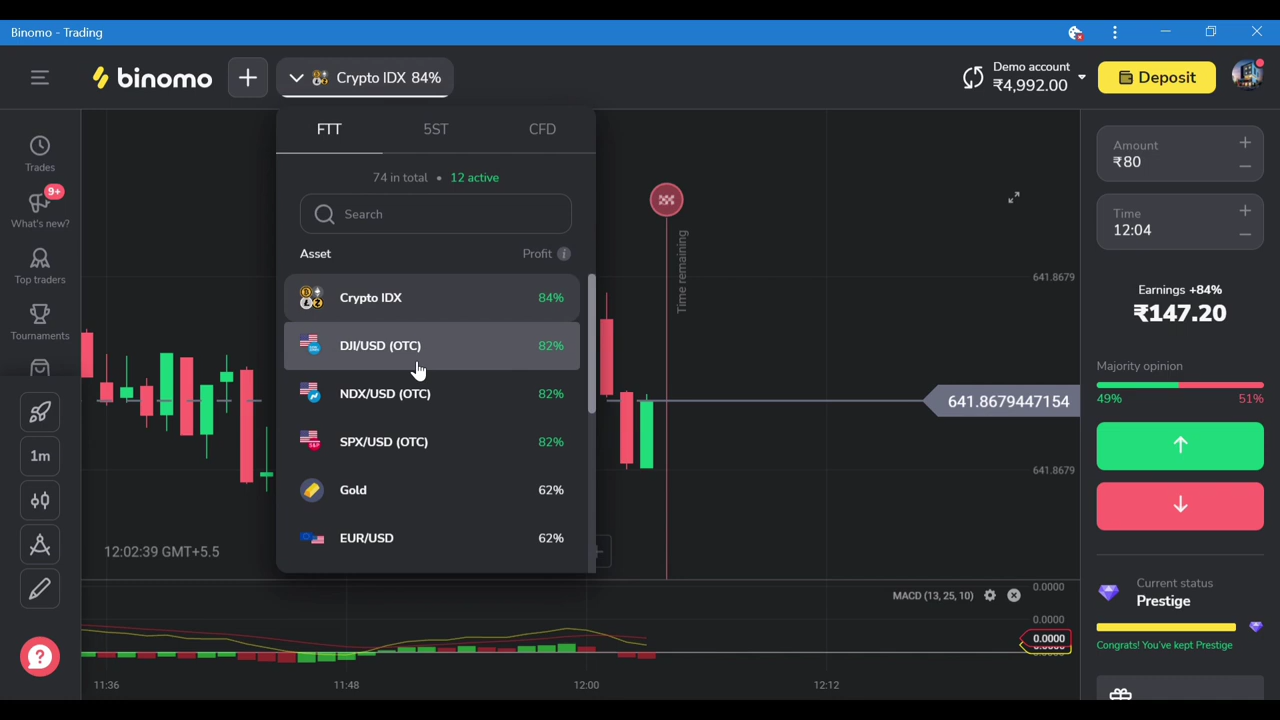 Binomo - Trading
binomo
Crypto IDX 84%
Demo account
₹4,992.00
Deposit
Trades
9+
What's new?
Top traders
Tournaments
1m
FTT 5ST CFD
74 in total • 12 active
Search
Asset Profit i
Crypto IDX 84%
DJI/USD (OTC) 82%
NDX/USD (OTC) 82%
SPX/USD (OTC) 82%
Gold 62%
EUR/USD 62%
Time remaining
641.8679
641.8679447154
641.8679
12:02:39 GMT+5.5
MACD (13, 25, 10)
0.0000
0.0000
0.0000
11:36 11:48 12:00 12:12
Amount
₹80
Time
12:04
Earnings +84%
₹147.20
Majority opinion
49% 51%
Current status
Prestige
Congrats! You've kept Prestige